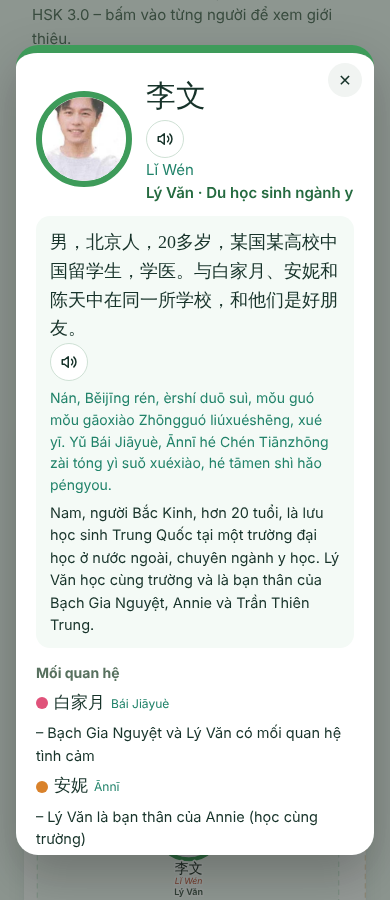 HSK 3.0 – bấm vào từng người để xem giới
thiệu.
李文
Lǐ Wén
Lý Văn · Du học sinh ngành y
男，北京人，20多岁，某国某高校中
国留学生，学医。与白家月、安妮和
陈天中在同一所学校，和他们是好朋
友。
Nán, Běijīng rén, èrshí duō suì, mǒu guó
mǒu gāoxiào Zhōngguó liúxuéshēng, xué
yī. Yǔ Bái Jiāyuè, Ānnī hé Chén Tiānzhōng
zài tóng yì suǒ xuéxiào, hé tāmen shì hǎo
péngyou.
Nam, người Bắc Kinh, hơn 20 tuổi, là lưu
học sinh Trung Quốc tại một trường đại
học ở nước ngoài, chuyên ngành y học. Lý
Văn học cùng trường và là bạn thân của
Bạch Gia Nguyệt, Annie và Trần Thiên
Trung.
Mối quan hệ
白家月 Bái Jiāyuè
– Bạch Gia Nguyệt và Lý Văn có mối quan hệ
tình cảm
安妮 Ānnī
– Lý Văn là bạn thân của Annie (học cùng
trường)
李文
Lǐ Wén
Lý Văn